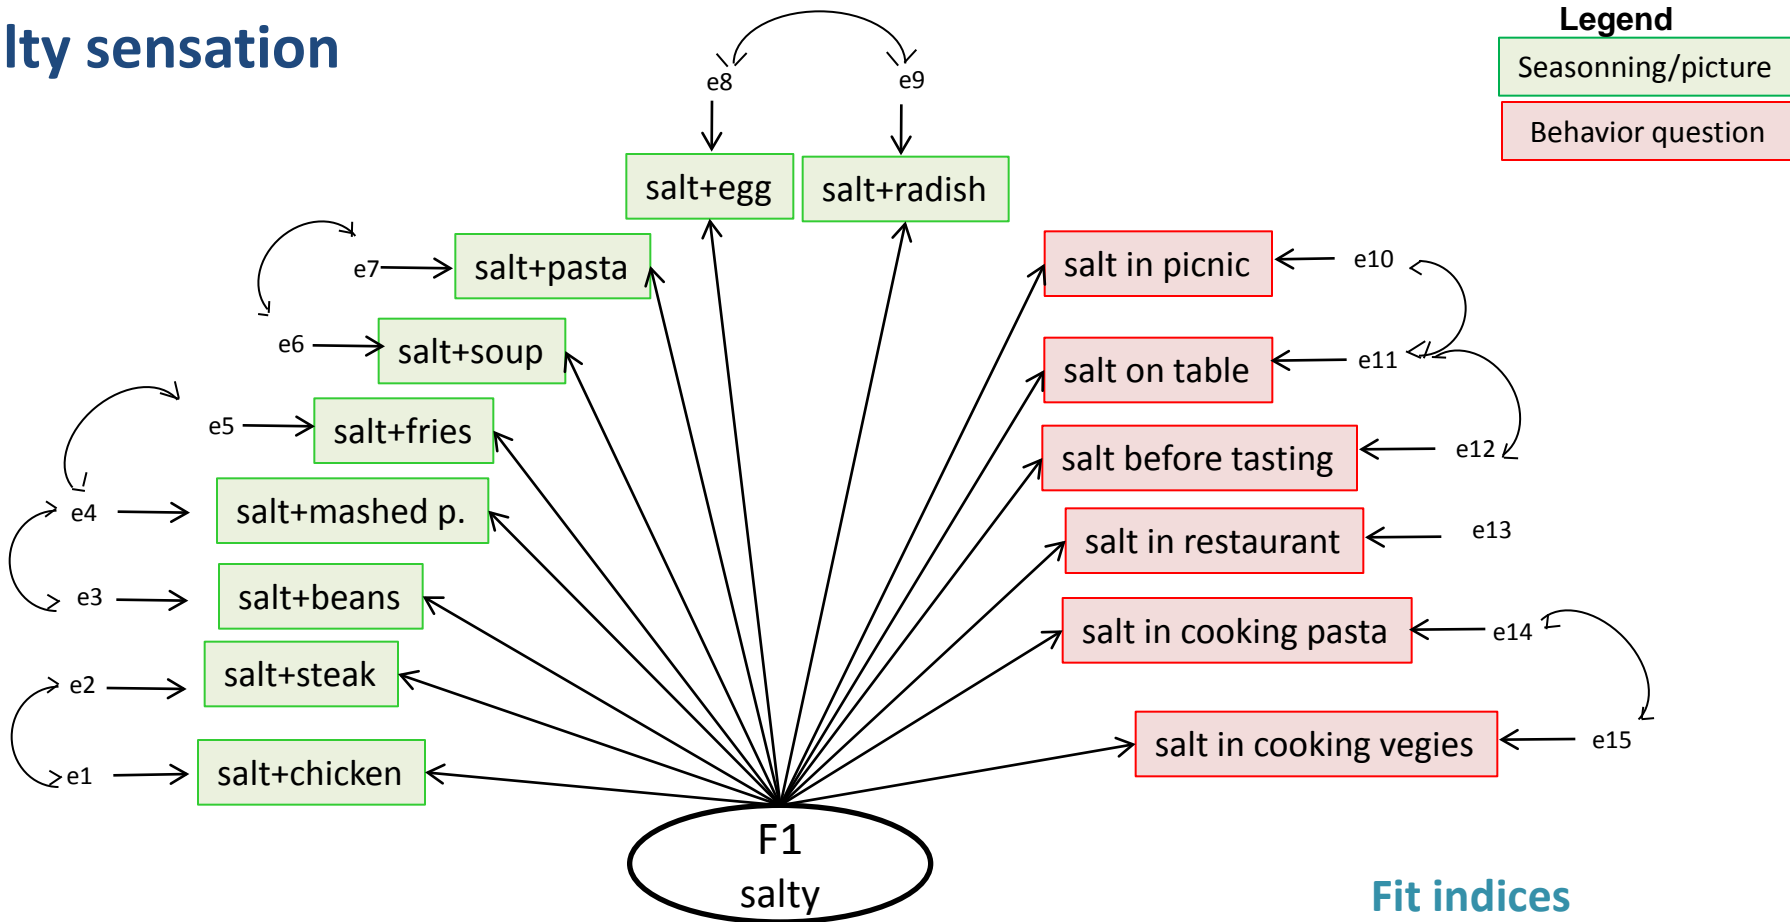 lty sensation
Legend
Seasonning/picture
Behavior question
e8
e9
salt+egg
salt+radish
e7
salt+pasta
salt in picnic
e10
e6
salt+soup
salt on table
e11
e5
salt+fries
salt before tasting
e12
e4
salt+mashed p.
salt in restaurant
e13
e3
salt+beans
salt in cooking pasta
e14
e2
salt+steak
salt in cooking vegies
e15
e1
salt+chicken
F1
salty
Fit indices